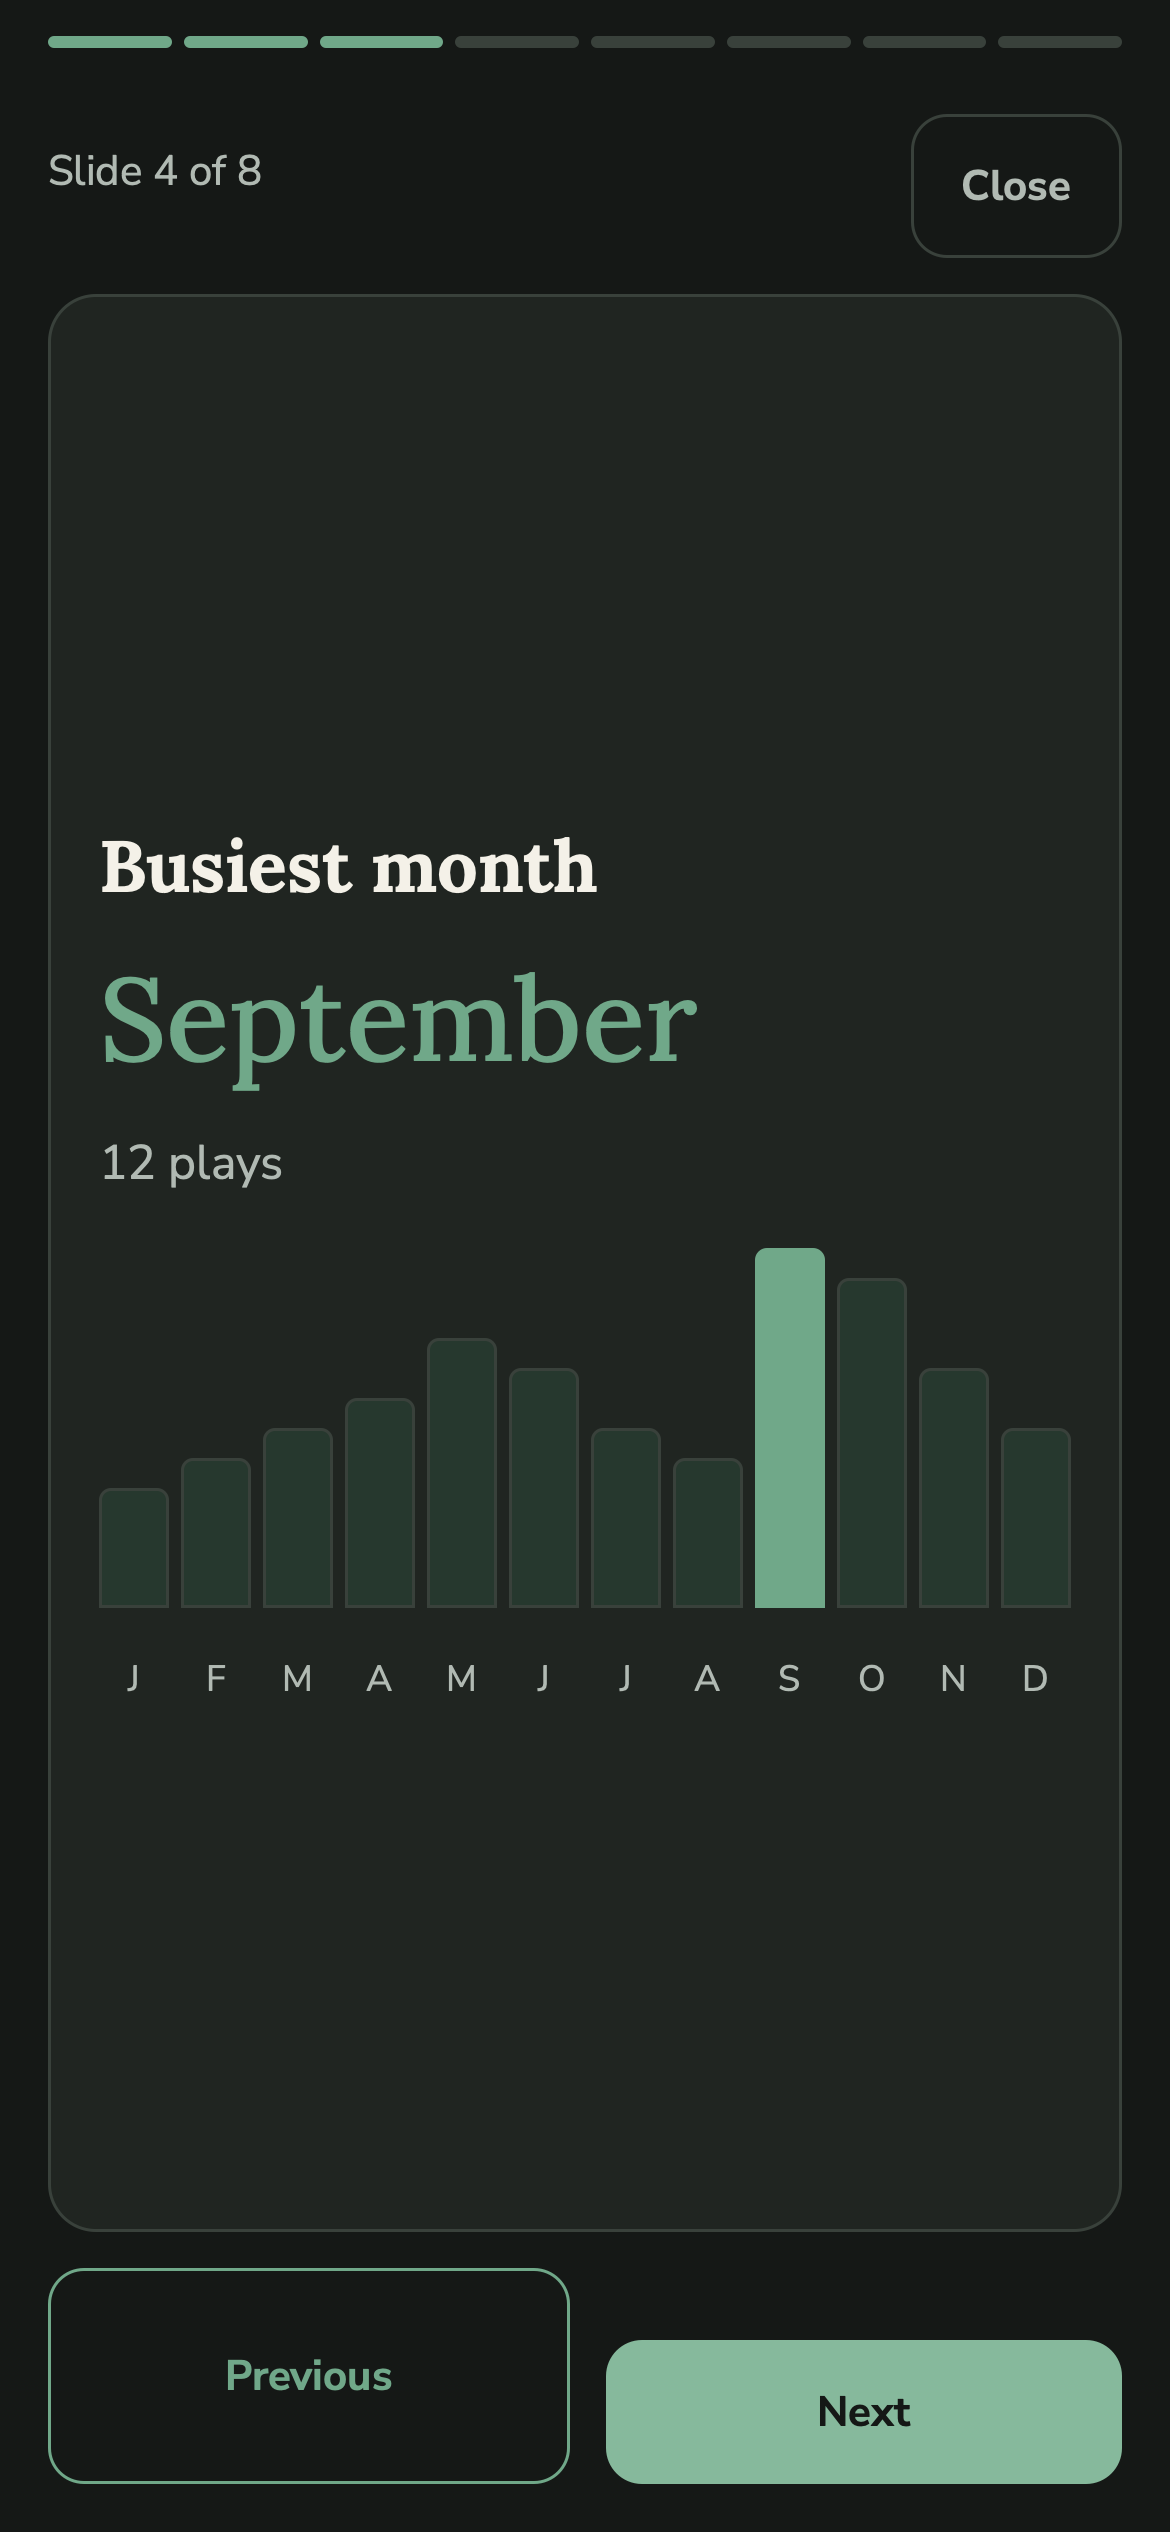 Slide 4 of 8
Close
Busiest month
September
12 plays
J F M A M J J A S O N D
Previous
Next